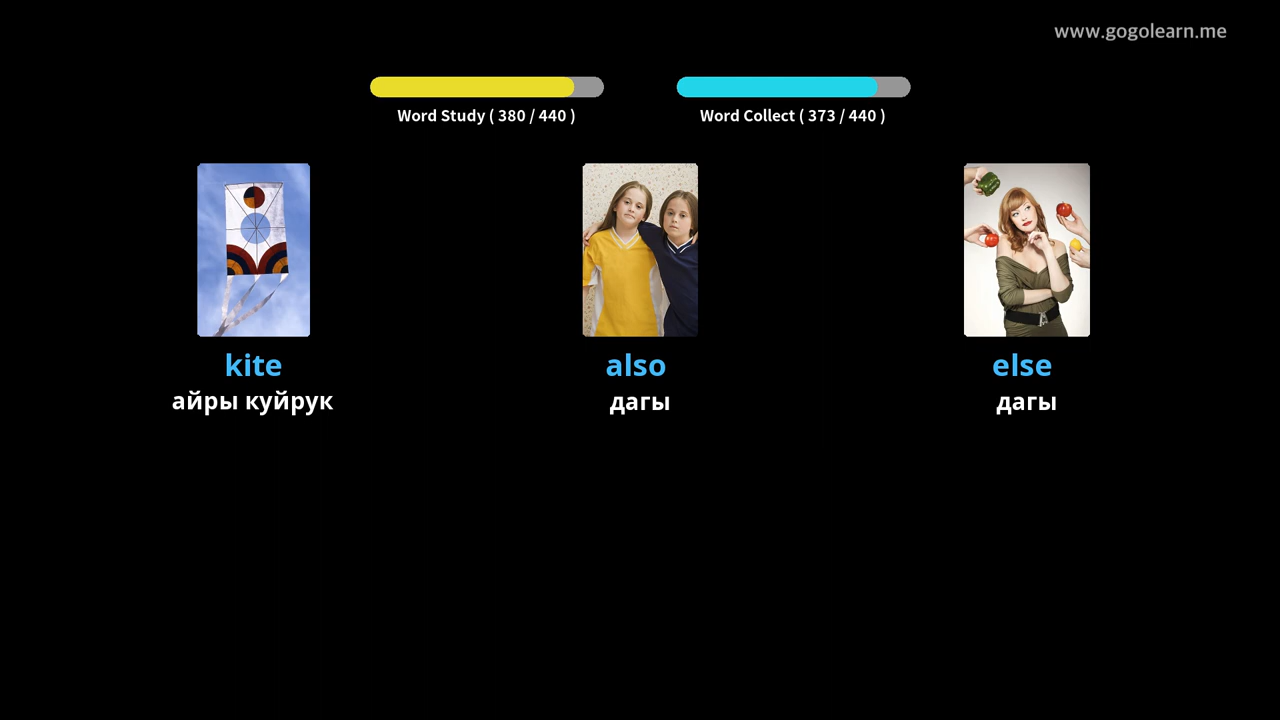 www.gogolearn.me
Word Study ( 380 / 440 )
Word Collect ( 373 / 440 )
kite
айры куйрук
also
дагы
else
дагы